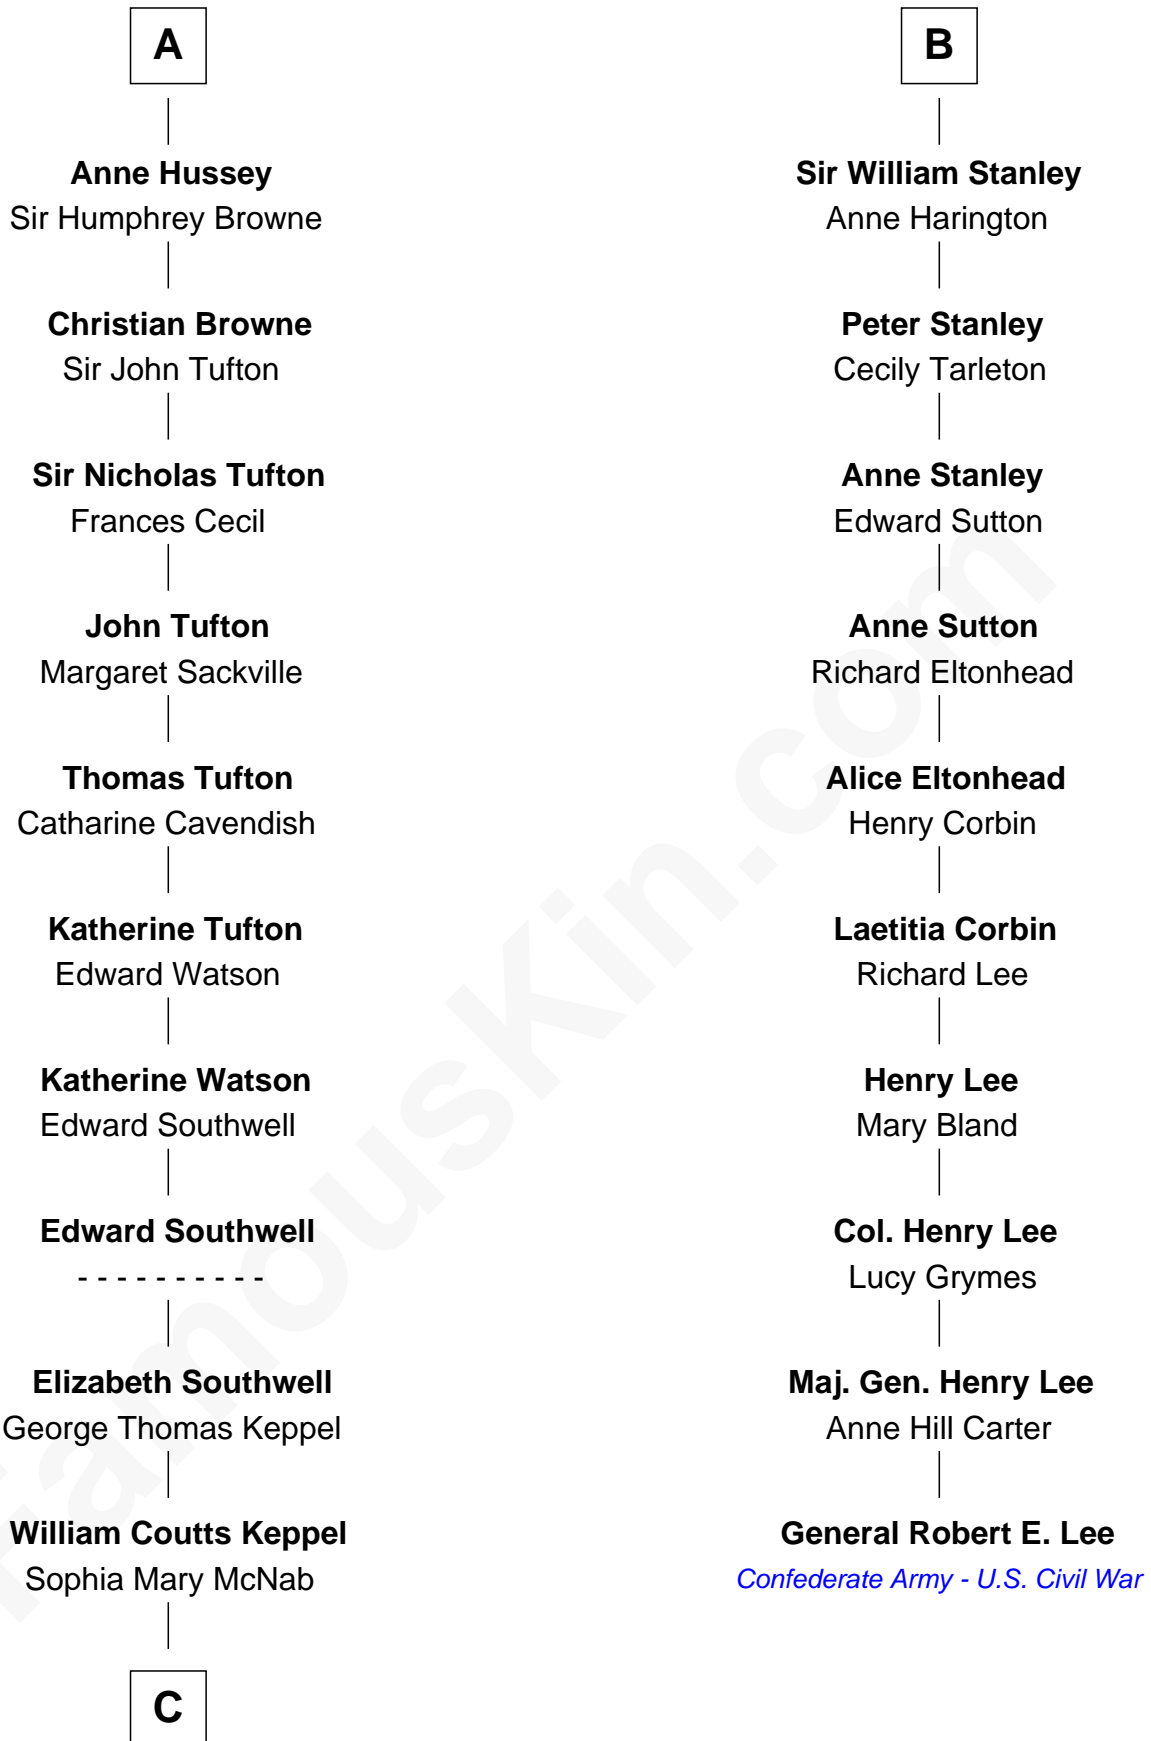 A
Anne Hussey
Sir Humphrey Browne
Christian Browne
Sir John Tufton
Sir Nicholas Tufton
Frances Cecil
John Tufton
Margaret Sackville
Thomas Tufton
Catharine Cavendish
Katherine Tufton
Edward Watson
Katherine Watson
Edward Southwell
Edward Southwell
- - - - - - - - - -
Elizabeth Southwell
George Thomas Keppel
William Coutts Keppel
Sophia Mary McNab
C
B
Sir William Stanley
Anne Harington
Peter Stanley
Cecily Tarleton
Anne Stanley
Edward Sutton
Anne Sutton
Richard Eltonhead
Alice Eltonhead
Henry Corbin
Laetitia Corbin
Richard Lee
Henry Lee
Mary Bland
Col. Henry Lee
Lucy Grymes
Maj. Gen. Henry Lee
Anne Hill Carter
General Robert E. Lee
Confederate Army - U.S. Civil War
FamousKin.com